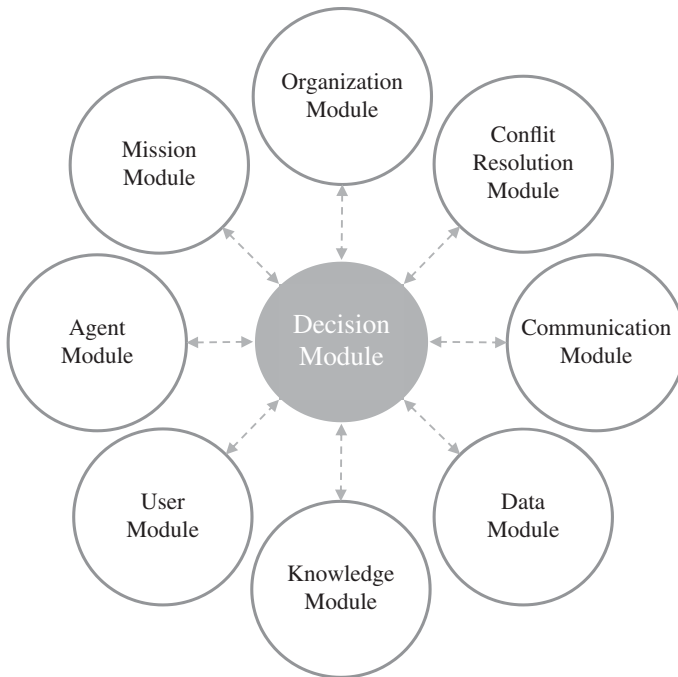 Organization
Module
Mission
Module
Conflit
Resolution
Module
Agent
Module
Decision
Module
Communication
Module
User
Module
Data
Module
Knowledge
Module